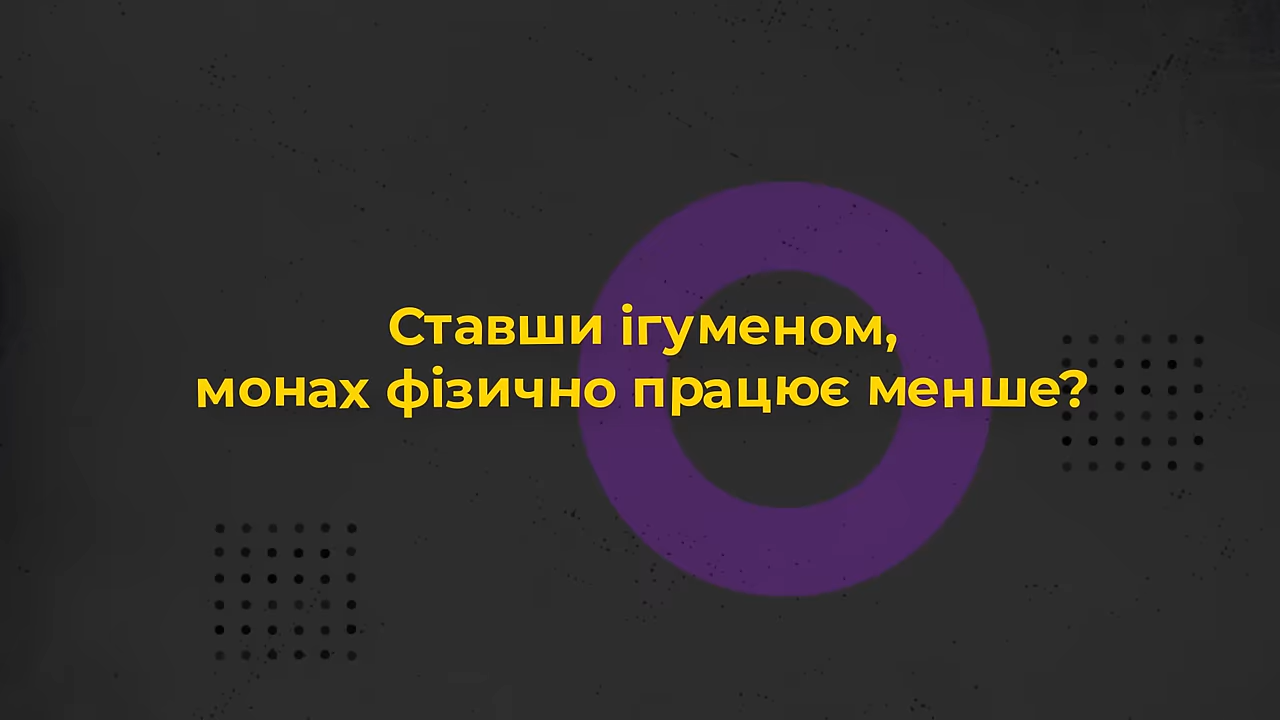 Ставши ігуменом,
монах фізично працює менше?